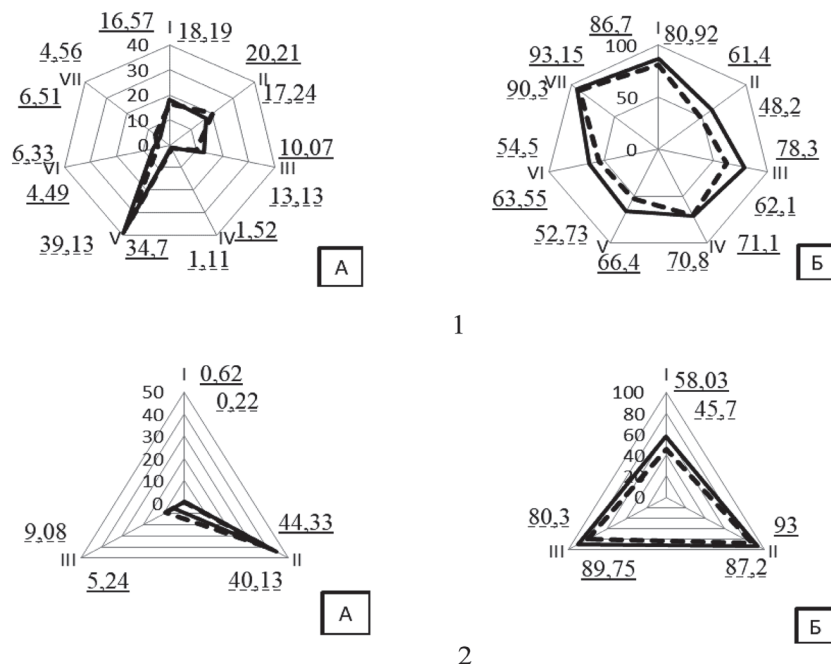 16,57 I 18,19
40
30
20
10
0
20,21
II
17,24
10,07
III
13,13
IV 1,52
1,11
V 34,7
39,13
VI
6,33
4,49
4,56
VII
6,51
А
86,7 I 80,92
100
50
0
61,4
II
48,2
78,3
III
62,1
71,1
IV
70,8
V
52,73
66,4
54,5
VI
63,55
93,15
VII
90,3
Б
1
I 0,62
0,22
50
40
30
20
10
0
44,33
II
40,13
9,08
III
5,24
А
I 58,03
45,7
100
80
60
40
20
0
93
II
87,2
80,3
III
89,75
Б
2